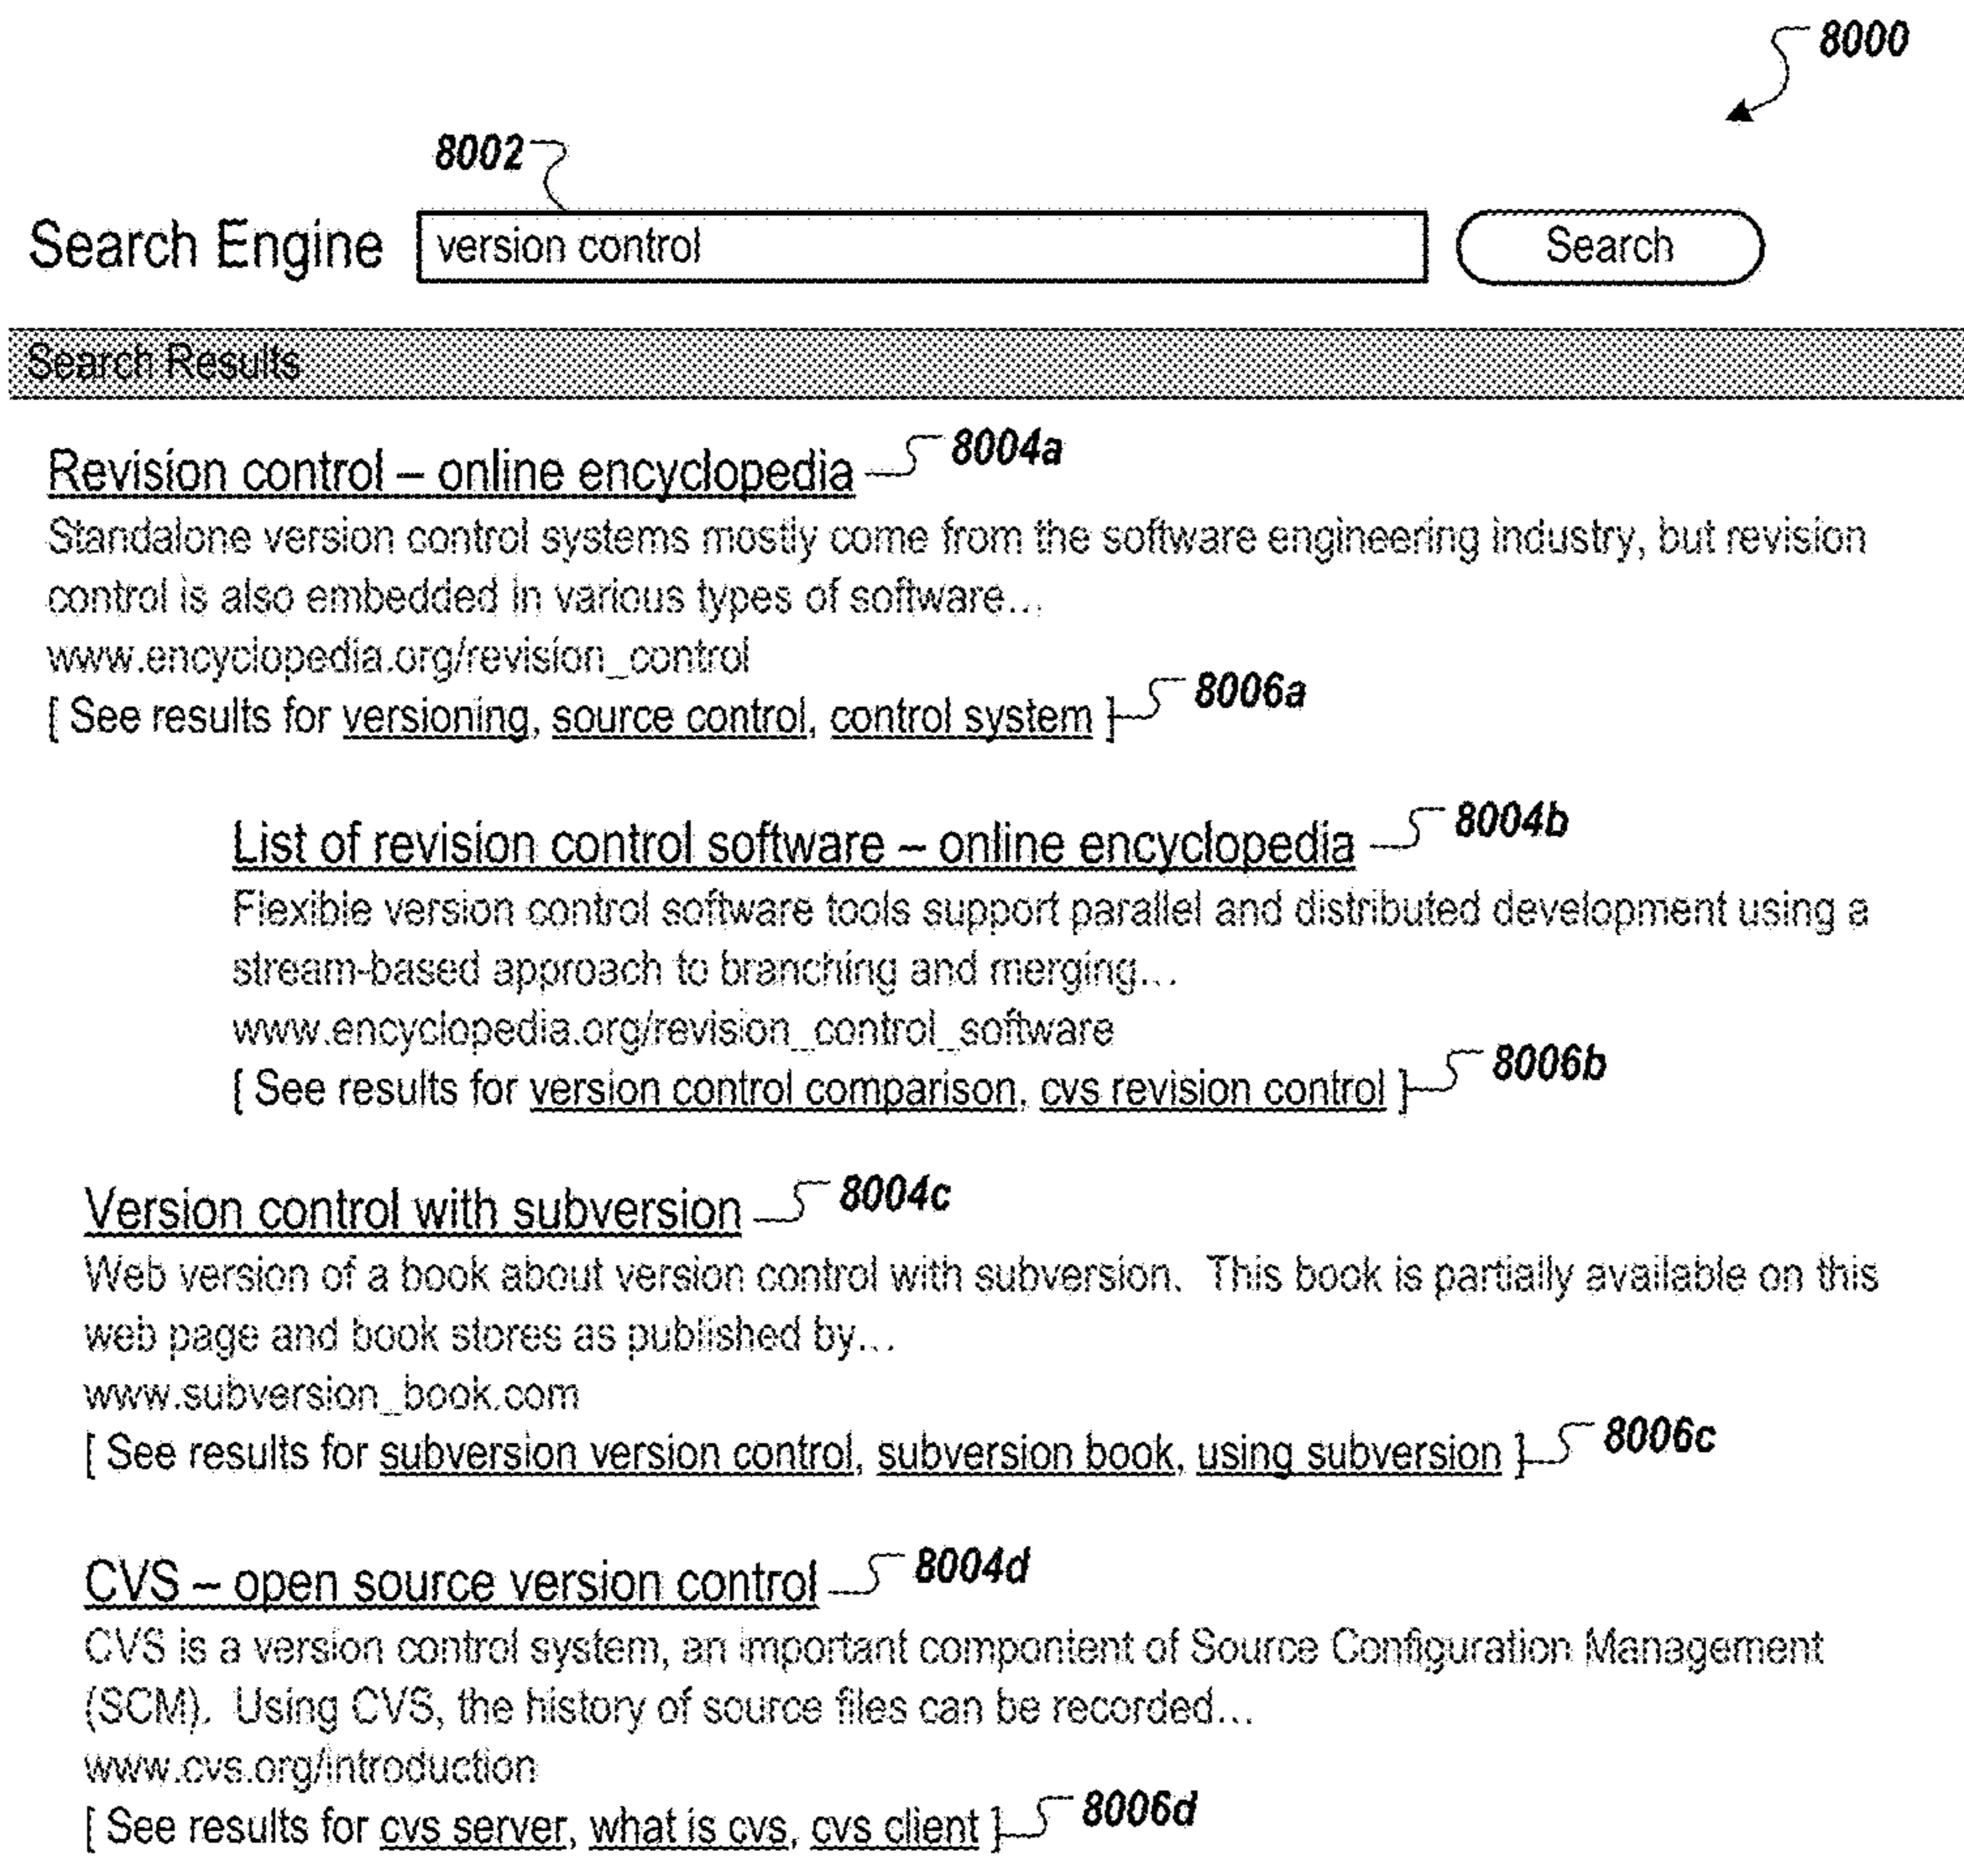 8000
8002
Search Engine version control Search
Search Results
Revision control – online encyclopedia 8004a
Standalone version control systems mostly come from the software engineering industry, but revision
control is also embedded in various types of software...
www.encyclopedia.org/revision_control
[ See results for versioning, source control, control system ] 8006a
List of revision control software – online encyclopedia 8004b
Flexible version control software tools support parallel and distributed development using a
stream-based approach to branching and merging...
www.encyclopedia.org/revision_control_software
[ See results for version control comparison, cvs revision control ] 8006b
Version control with subversion 8004c
Web version of a book about version control with subversion. This book is partially available on this
web page and book stores as published by...
www.subversion_book.com
[ See results for subversion version control, subversion book, using subversion ] 8006c
CVS – open source version control 8004d
CVS is a version control system, an important compontent of Source Configuration Management
(SCM). Using CVS, the history of source files can be recorded...
www.cvs.org/introduction
[ See results for cvs server, what is cvs, cvs client ] 8006d